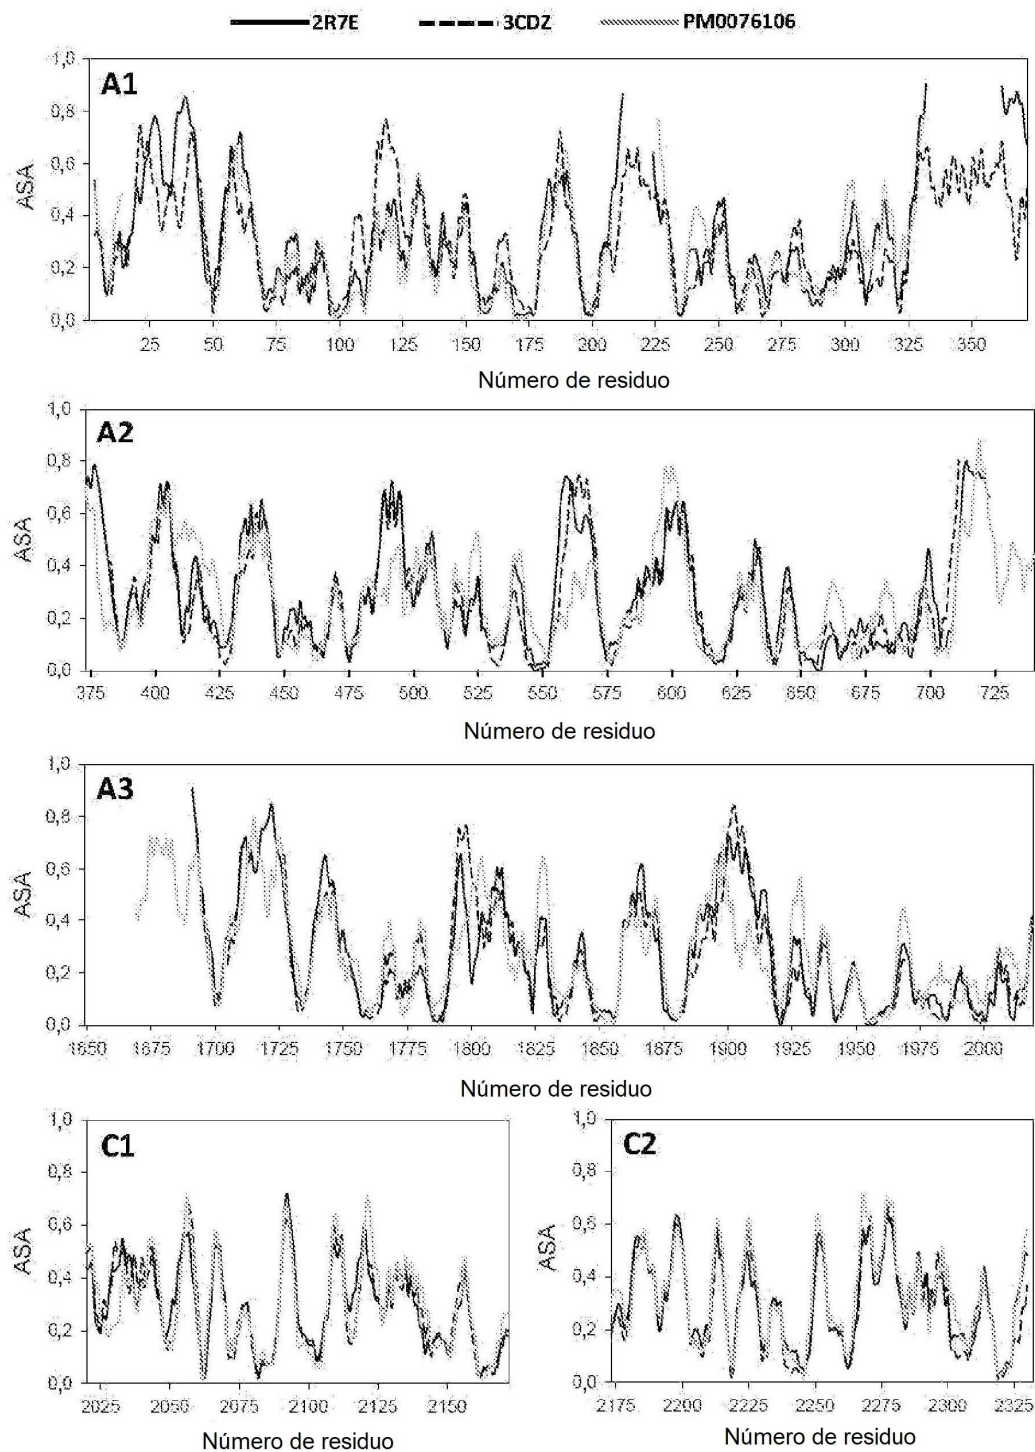 2R7E 3CDZ PM0076106
A1
ASA
1,0
0,8
0,6
0,4
0,2
0,0
25 50 75 100 125 150 175 200 225 250 275 300 325 350
Número de residuo
A2
ASA
1,0
0,8
0,6
0,4
0,2
0,0
375 400 425 450 475 500 525 550 575 600 625 650 675 700 725
Número de residuo
A3
ASA
1,0
0,8
0,6
0,4
0,2
0,0
1650 1675 1700 1725 1750 1775 1800 1825 1850 1875 1900 1925 1950 1975 2000
Número de residuo
C1
ASA
1,0
0,8
0,6
0,4
0,2
0,0
2025 2050 2075 2100 2125 2150
Número de residuo
C2
ASA
1,0
0,8
0,6
0,4
0,2
0,0
2175 2200 2225 2250 2275 2300 2325
Número de residuo